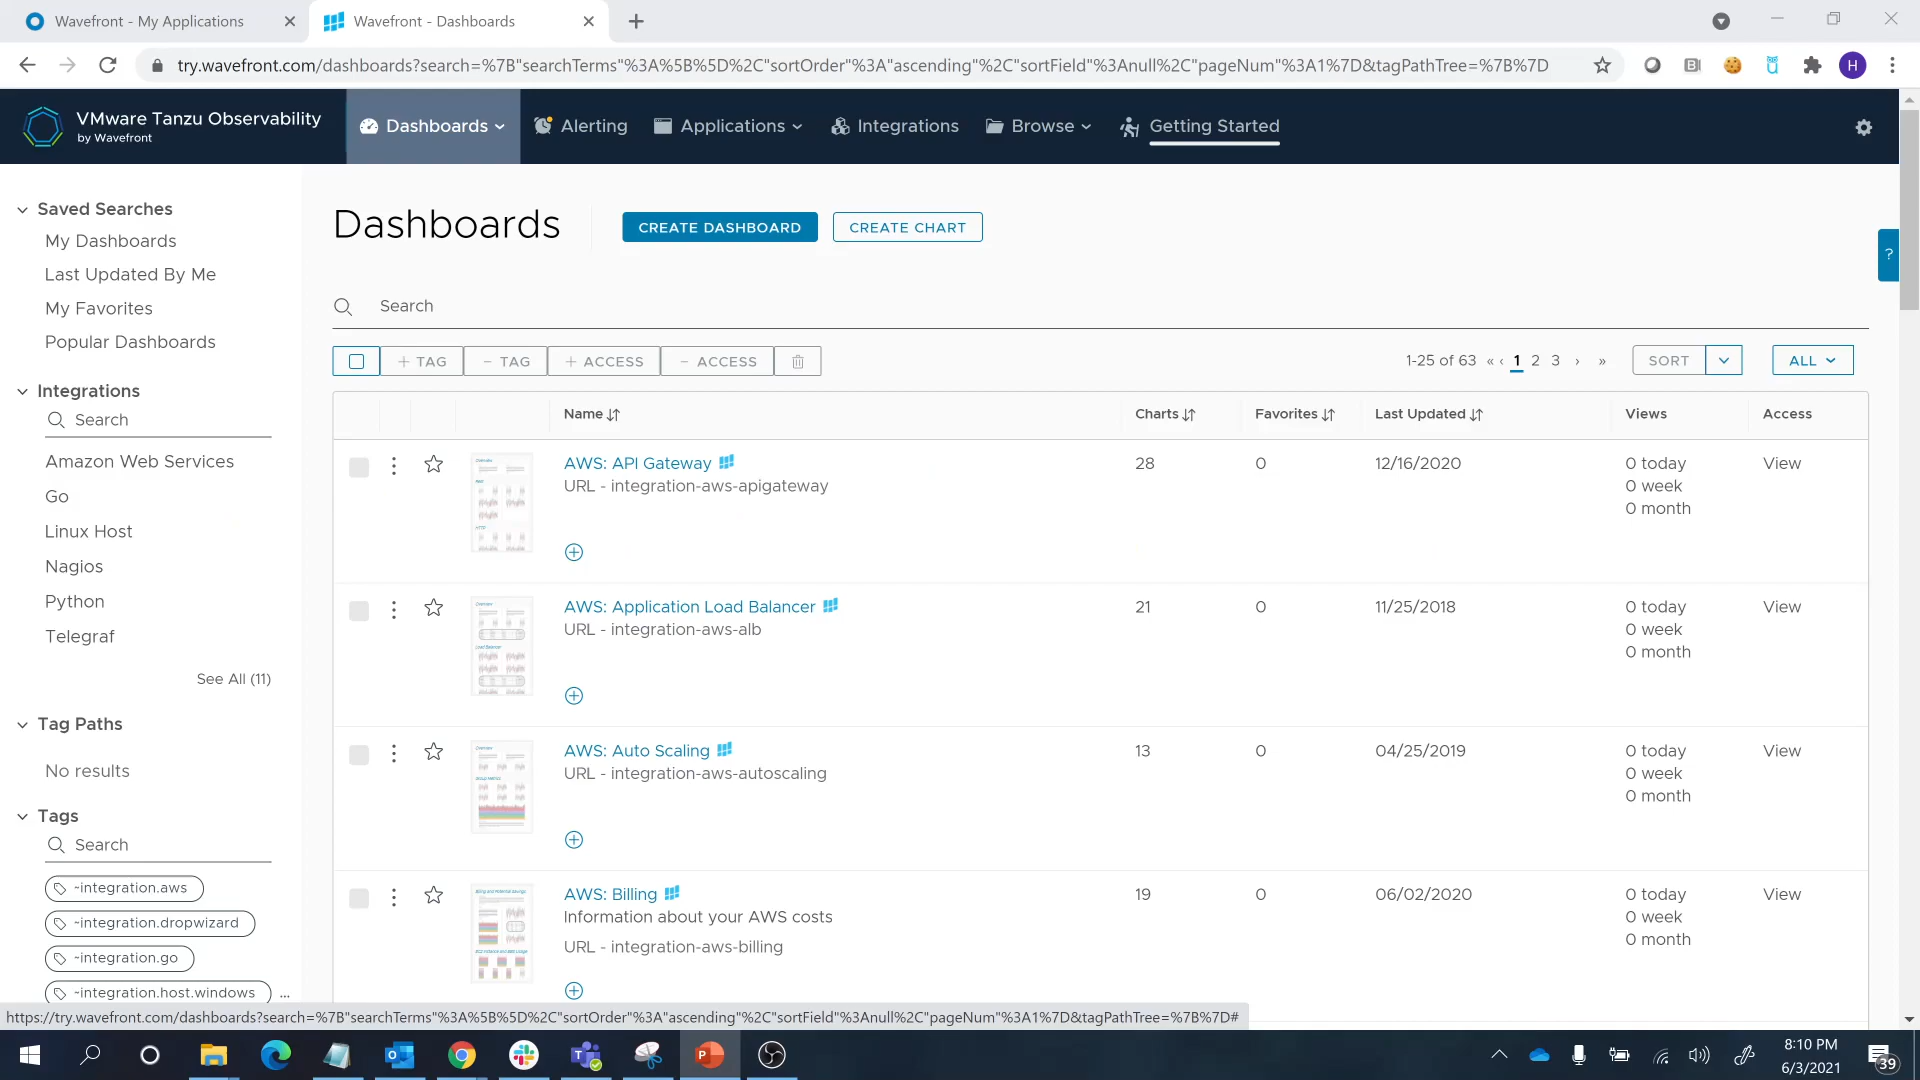 Wavefront - My Applications
Wavefront - Dashboards
try.wavefront.com/dashboards?search=%7B"searchTerms"%3A%5B%5D%2C"sortOrder"%3A"ascending"%2C"sortField"%3Anull%2C"pageNum"%3A1%7D&tagPathTree=%7B%7D
H
VMware Tanzu Observability
by Wavefront
Dashboards
Alerting
Applications
Integrations
Browse
Getting Started
Saved Searches
My Dashboards
Last Updated By Me
My Favorites
Popular Dashboards
Integrations
Search
Amazon Web Services
Go
Linux Host
Nagios
Python
Telegraf
See All (11)
Tag Paths
No results
Tags
Search
~integration.aws
~integration.dropwizard
~integration.go
~integration.host.windows ...
Dashboards
CREATE DASHBOARD
CREATE CHART
?
Search
+ TAG
- TAG
+ ACCESS
- ACCESS
1-25 of 63 « ‹ 1 2 3 › »
SORT
ALL
Name
Charts
Favorites
Last Updated
Views
Access
AWS: API Gateway
URL - integration-aws-apigateway
28
0
12/16/2020
0 today
0 week
0 month
View
AWS: Application Load Balancer
URL - integration-aws-alb
21
0
11/25/2018
0 today
0 week
0 month
View
AWS: Auto Scaling
URL - integration-aws-autoscaling
13
0
04/25/2019
0 today
0 week
0 month
View
AWS: Billing
Information about your AWS costs
URL - integration-aws-billing
19
0
06/02/2020
0 today
0 week
0 month
View
https://try.wavefront.com/dashboards?search=%7B"searchTerms"%3A%5B%5D%2C"sortOrder"%3A"ascending"%2C"sortField"%3Anull%2C"pageNum"%3A1%7D&tagPathTree=%7B%7D#
8:10 PM
6/3/2021
39